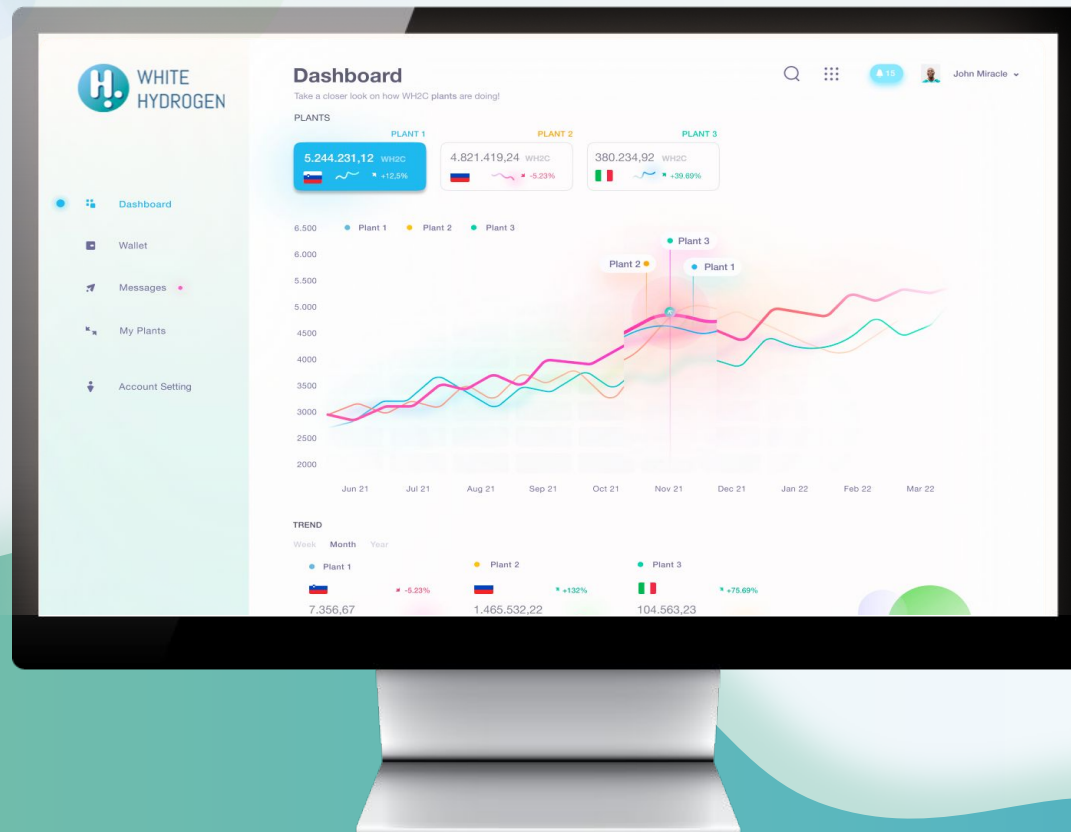 WHITE
HYDROGEN
Dashboard
Wallet
Messages
My Plants
Account Setting
Dashboard
Take a closer look on how WH2C plants are doing!
15
John Miracle
PLANTS
PLANT 1
5.244.231,12 WH2C
+12,5%
PLANT 2
4.821.419,24 WH2C
-5.23%
PLANT 3
380.234,92 WH2C
+39.69%
Plant 1 Plant 2 Plant 3
6.500
6.000
5.500
5.000
4500
4000
3500
3000
2500
2000
Plant 3
Plant 2
Plant 1
Jun 21 Jul 21 Aug 21 Sep 21 Oct 21 Nov 21 Dec 21 Jan 22 Feb 22 Mar 22
TREND
Week Month Year
Plant 1
-5.23%
7.356,67
Plant 2
+132%
1.465.532,22
Plant 3
+75.69%
104.563,23